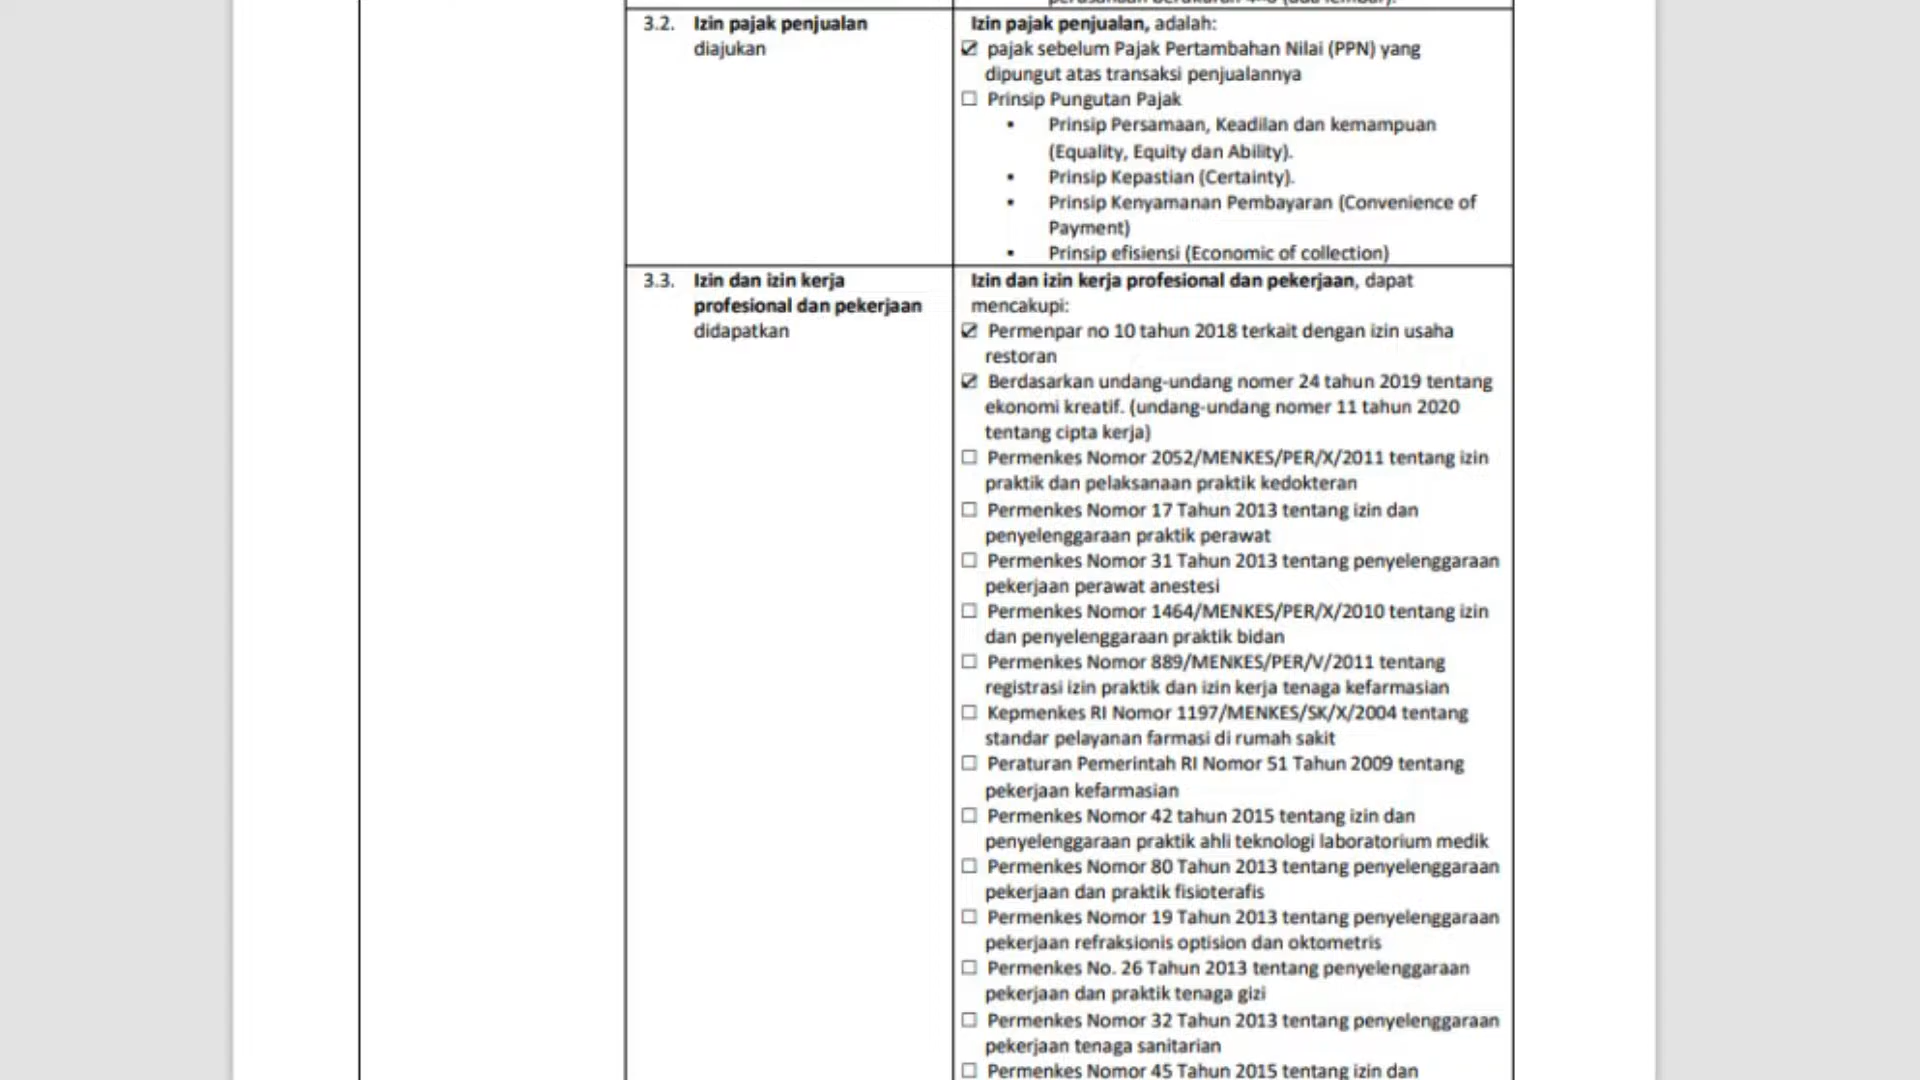 3.2. Izin pajak penjualan
diajukan
Izin pajak penjualan, adalah:
☑ pajak sebelum Pajak Pertambahan Nilai (PPN) yang
dipungut atas transaksi penjualannya
☐ Prinsip Pungutan Pajak
• Prinsip Persamaan, Keadilan dan kemampuan
(Equality, Equity dan Ability).
• Prinsip Kepastian (Certainty).
• Prinsip Kenyamanan Pembayaran (Convenience of
Payment)
• Prinsip efisiensi (Economic of collection)
3.3. Izin dan izin kerja
profesional dan pekerjaan
didapatkan
Izin dan izin kerja profesional dan pekerjaan, dapat
mencakupi:
☑ Permenpar no 10 tahun 2018 terkait dengan izin usaha
restoran
☑ Berdasarkan undang-undang nomer 24 tahun 2019 tentang
ekonomi kreatif. (undang-undang nomer 11 tahun 2020
tentang cipta kerja)
☐ Permenkes Nomor 2052/MENKES/PER/X/2011 tentang izin
praktik dan pelaksanaan praktik kedokteran
☐ Permenkes Nomor 17 Tahun 2013 tentang izin dan
penyelenggaraan praktik perawat
☐ Permenkes Nomor 31 Tahun 2013 tentang penyelenggaraan
pekerjaan perawat anestesi
☐ Permenkes Nomor 1464/MENKES/PER/X/2010 tentang izin
dan penyelenggaraan praktik bidan
☐ Permenkes Nomor 889/MENKES/PER/V/2011 tentang
registrasi izin praktik dan izin kerja tenaga kefarmasian
☐ Kepmenkes RI Nomor 1197/MENKES/SK/X/2004 tentang
standar pelayanan farmasi di rumah sakit
☐ Peraturan Pemerintah RI Nomor 51 Tahun 2009 tentang
pekerjaan kefarmasian
☐ Permenkes Nomor 42 tahun 2015 tentang izin dan
penyelenggaraan praktik ahli teknologi laboratorium medik
☐ Permenkes Nomor 80 Tahun 2013 tentang penyelenggaraan
pekerjaan dan praktik fisioterafis
☐ Permenkes Nomor 19 Tahun 2013 tentang penyelenggaraan
pekerjaan refraksionis optision dan oktometris
☐ Permenkes No. 26 Tahun 2013 tentang penyelenggaraan
pekerjaan dan praktik tenaga gizi
☐ Permenkes Nomor 32 Tahun 2013 tentang penyelenggaraan
pekerjaan tenaga sanitarian
☐ Permenkes Nomor 45 Tahun 2015 tentang izin dan